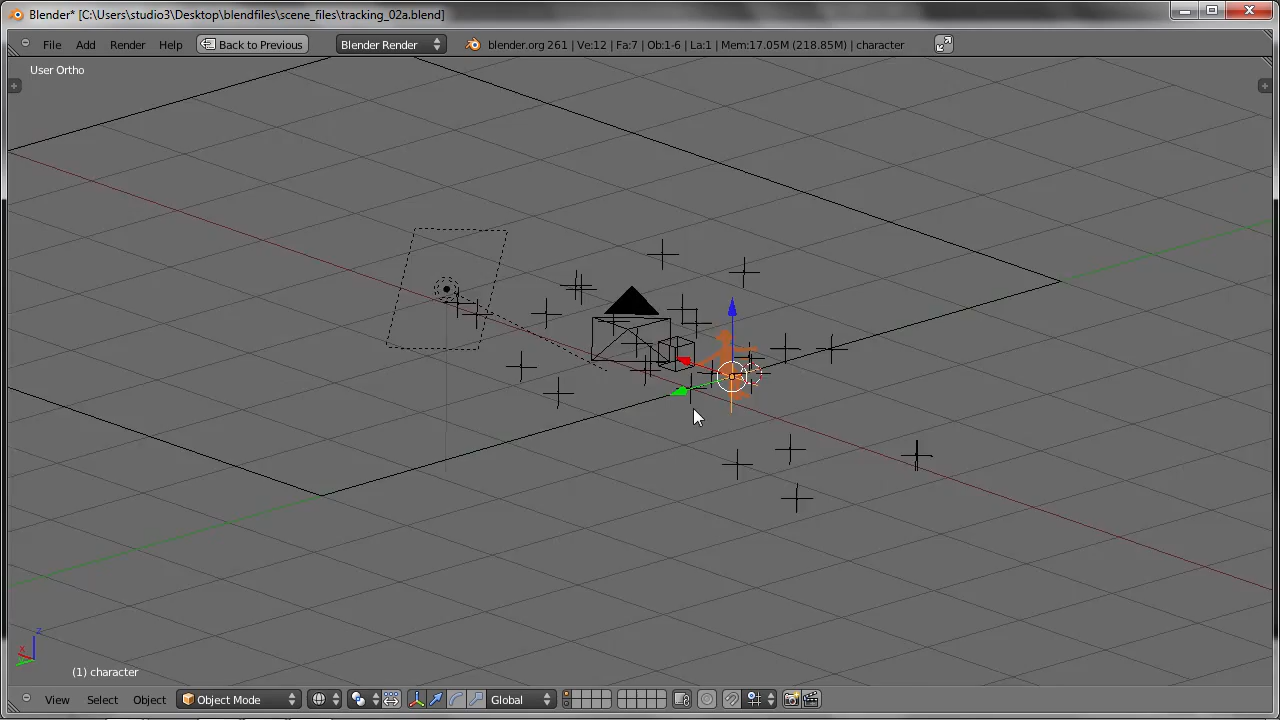 Blender* [C:\Users\studio3\Desktop\blendfiles\scene_files\tracking_02a.blend]
File Add Render Help Back to Previous Blender Render blender.org 261 | Ve:12 | Fa:7 | Ob:1-6 | La:1 | Mem:17.05M (218.85M) | character
User Ortho
z
x
y
(1) character
View Select Object Object Mode Global